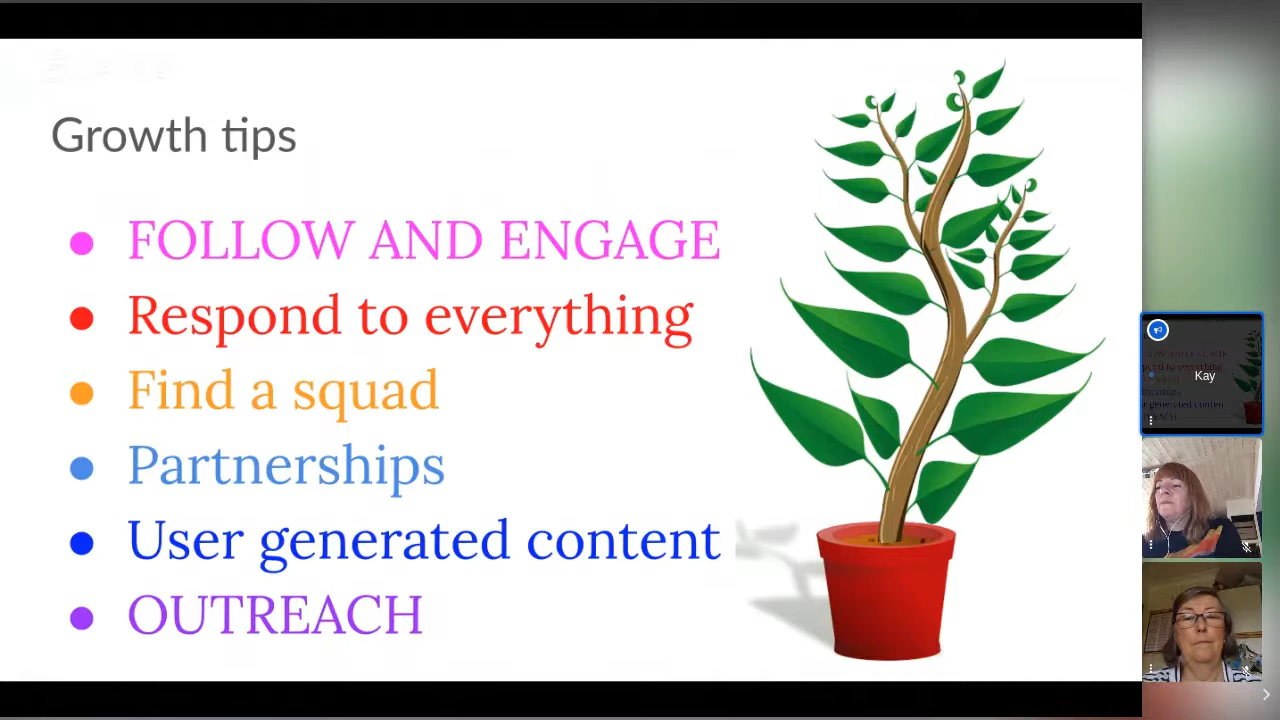 Growth tips
● FOLLOW AND ENGAGE
● Respond to everything
● Find a squad
● Partnerships
● User generated content
● OUTREACH
Kay